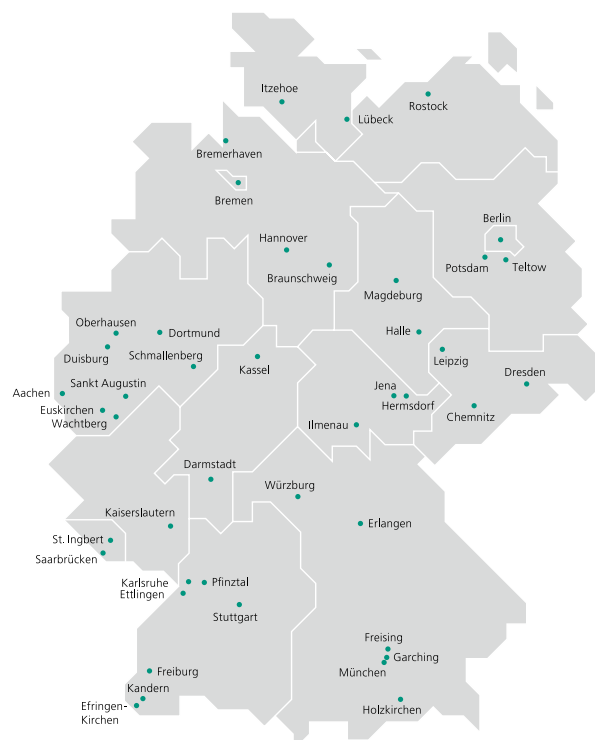 Itzehoe
Rostock
Lübeck
Bremerhaven
Bremen
Berlin
Hannover
Potsdam
Teltow
Braunschweig
Magdeburg
Oberhausen
Dortmund
Halle
Duisburg
Schmallenberg
Kassel
Leipzig
Dresden
Aachen
Sankt Augustin
Jena
Hermsdorf
Euskirchen
Chemnitz
Wachtberg
Ilmenau
Darmstadt
Würzburg
Kaiserslautern
Erlangen
St. Ingbert
Saarbrücken
Karlsruhe
Pfinztal
Ettlingen
Stuttgart
Freising
Garching
Freiburg
München
Kandern
Efringen-
Kirchen
Holzkirchen